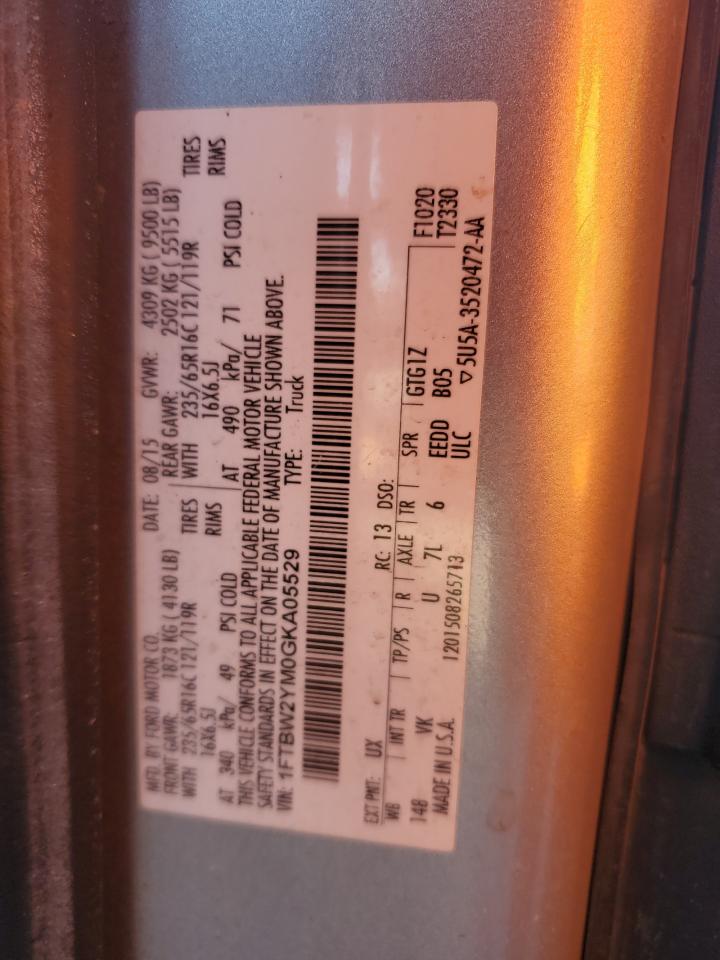 MFD. BY FORD MOTOR CO. DATE: 08/15 GVWR: 4309 KG ( 9500 LB)
FRONT GAWR: 1873 KG ( 4130 LB) REAR GAWR: 2502 KG ( 5515 LB)
WITH 235/65R16C 121/119R TIRES WITH 235/65R16C 121/119R TIRES
16X6.5J RIMS 16X6.5J RIMS
AT 340 kPa/ 49 PSI COLD AT 490 kPa/ 71 PSI COLD
THIS VEHICLE CONFORMS TO ALL APPLICABLE FEDERAL MOTOR VEHICLE
SAFETY STANDARDS IN EFFECT ON THE DATE OF MANUFACTURE SHOWN ABOVE.
VIN: 1FTBW2YM0GKA05529 TYPE: Truck
EXT PNT: UX RC: 13 DSO:
WB INT TR TP/PS R AXLE TR SPR GTG1Z F1020
148 VK U 7L 6 EEDD B05 T2330
MADE IN U.S.A. 1201508265713 ULC ▽ 5U5A-3520472-AA